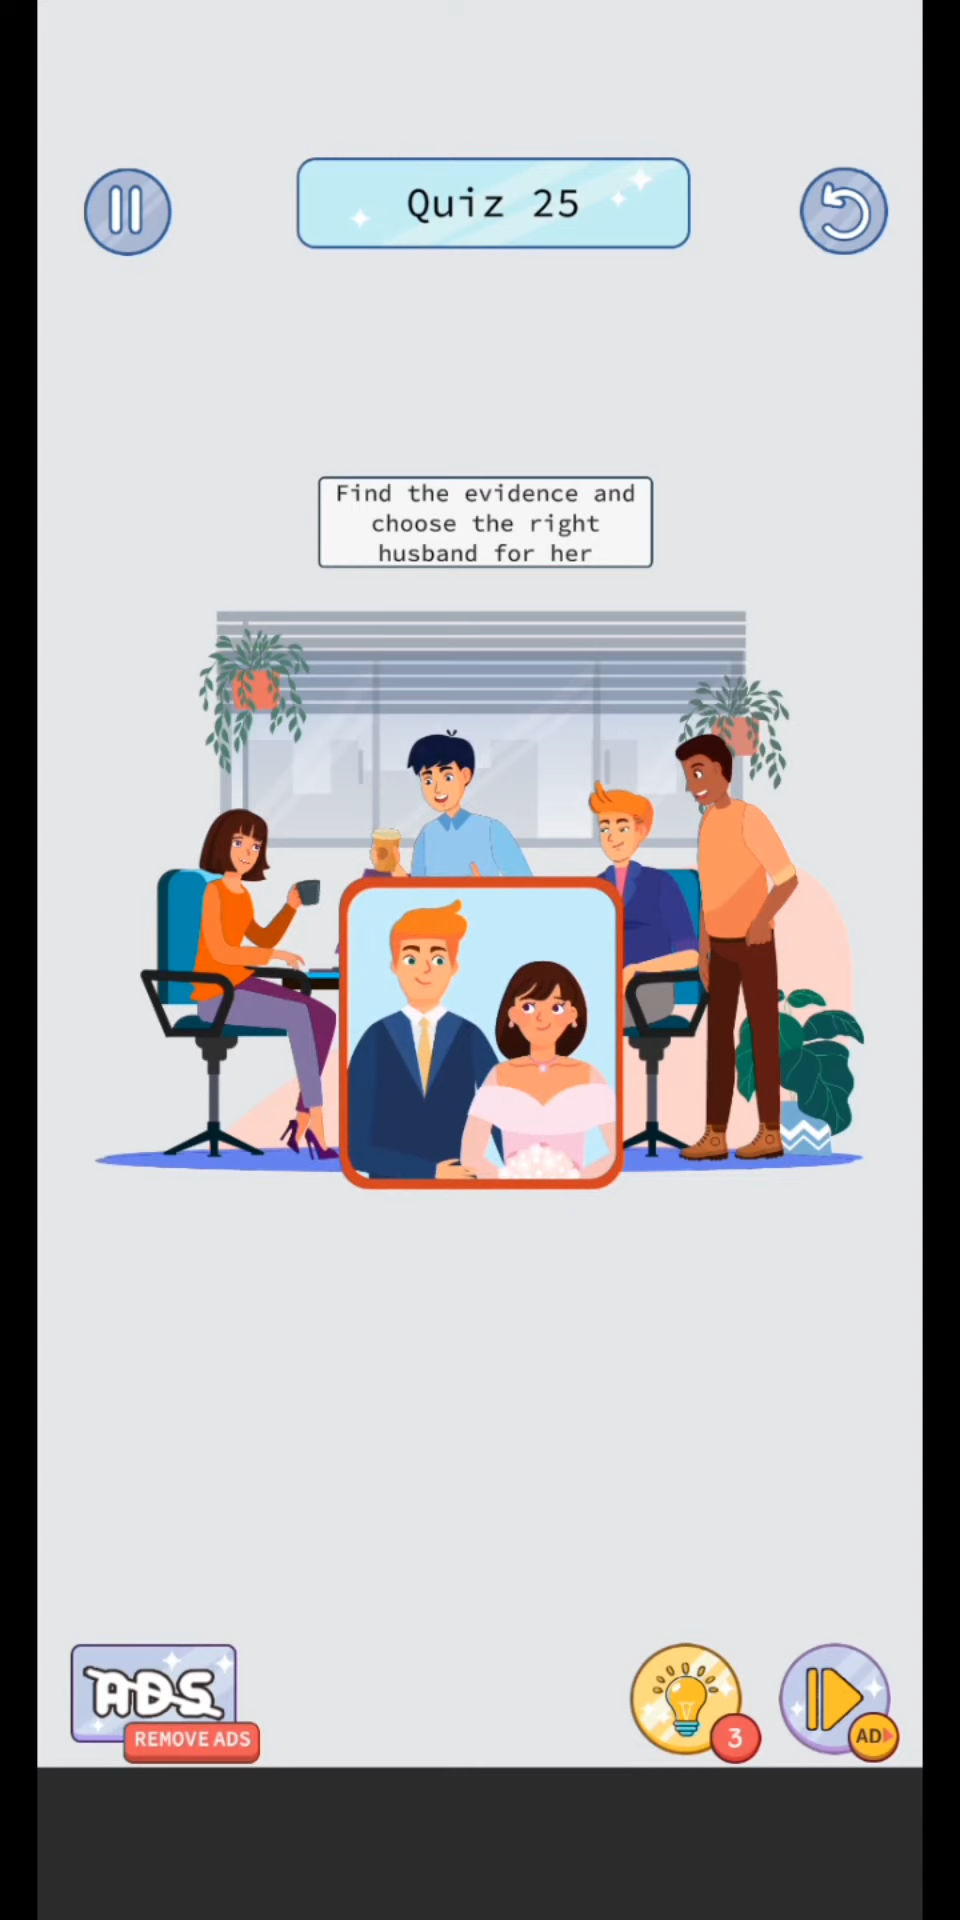 Quiz 25
Find the evidence and
choose the right
husband for her
ADS
REMOVE ADS
3
AD